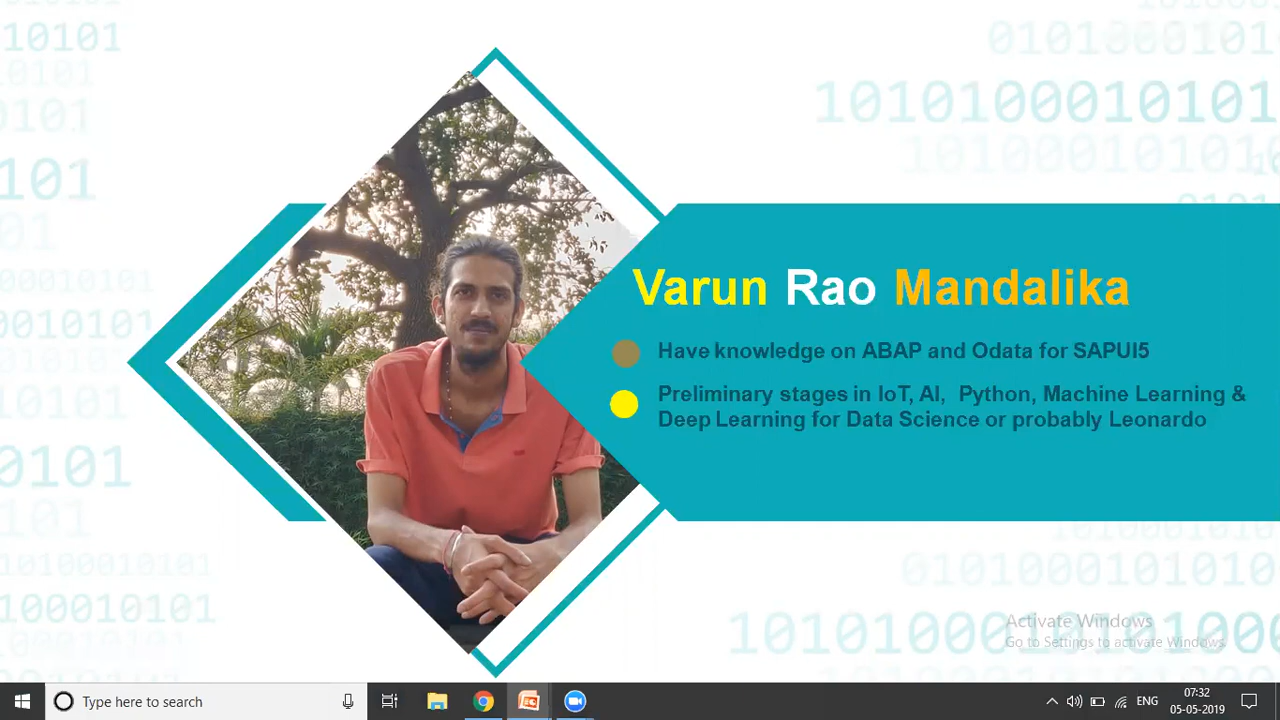 Varun Rao Mandalika
Have knowledge on ABAP and Odata for SAPUI5
Preliminary stages in IoT, AI, Python, Machine Learning &
Deep Learning for Data Science or probably Leonardo
Activate Windows
Go to Settings to activate Windows.
Type here to search
ENG
07:32
05-05-2019